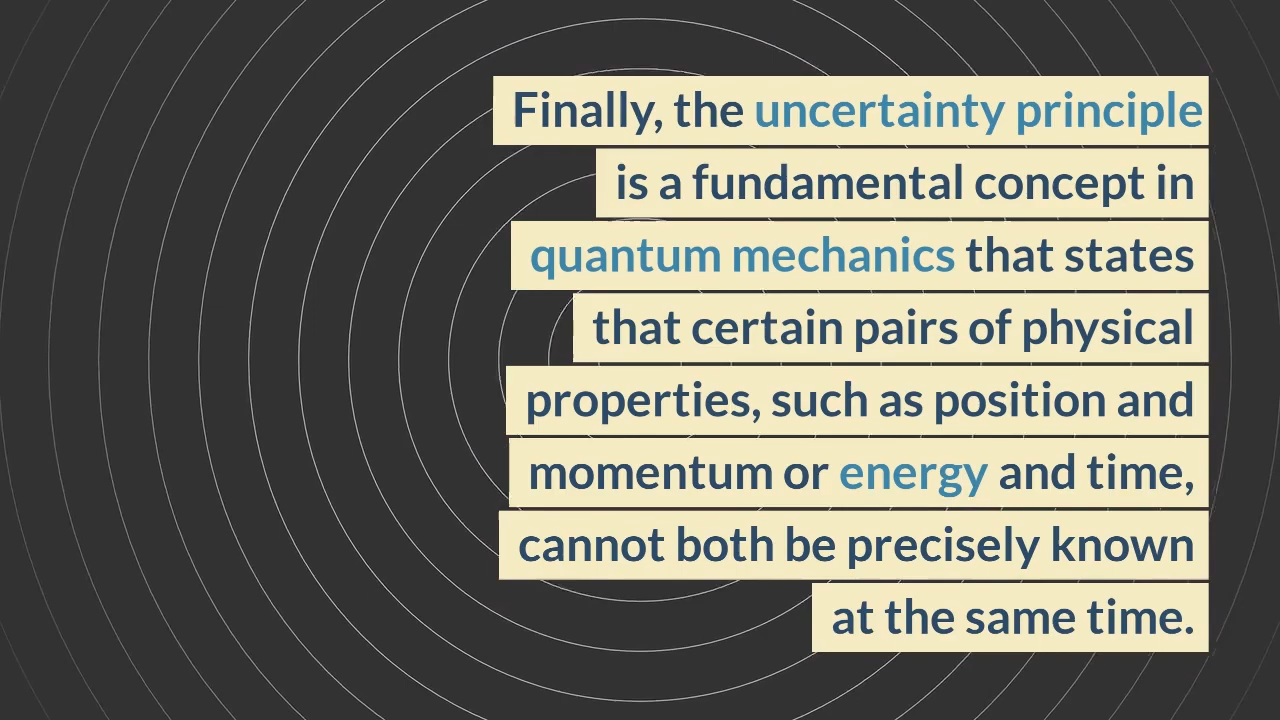 Finally, the uncertainty principle
is a fundamental concept in
quantum mechanics that states
that certain pairs of physical
properties, such as position and
momentum or energy and time,
cannot both be precisely known
at the same time.